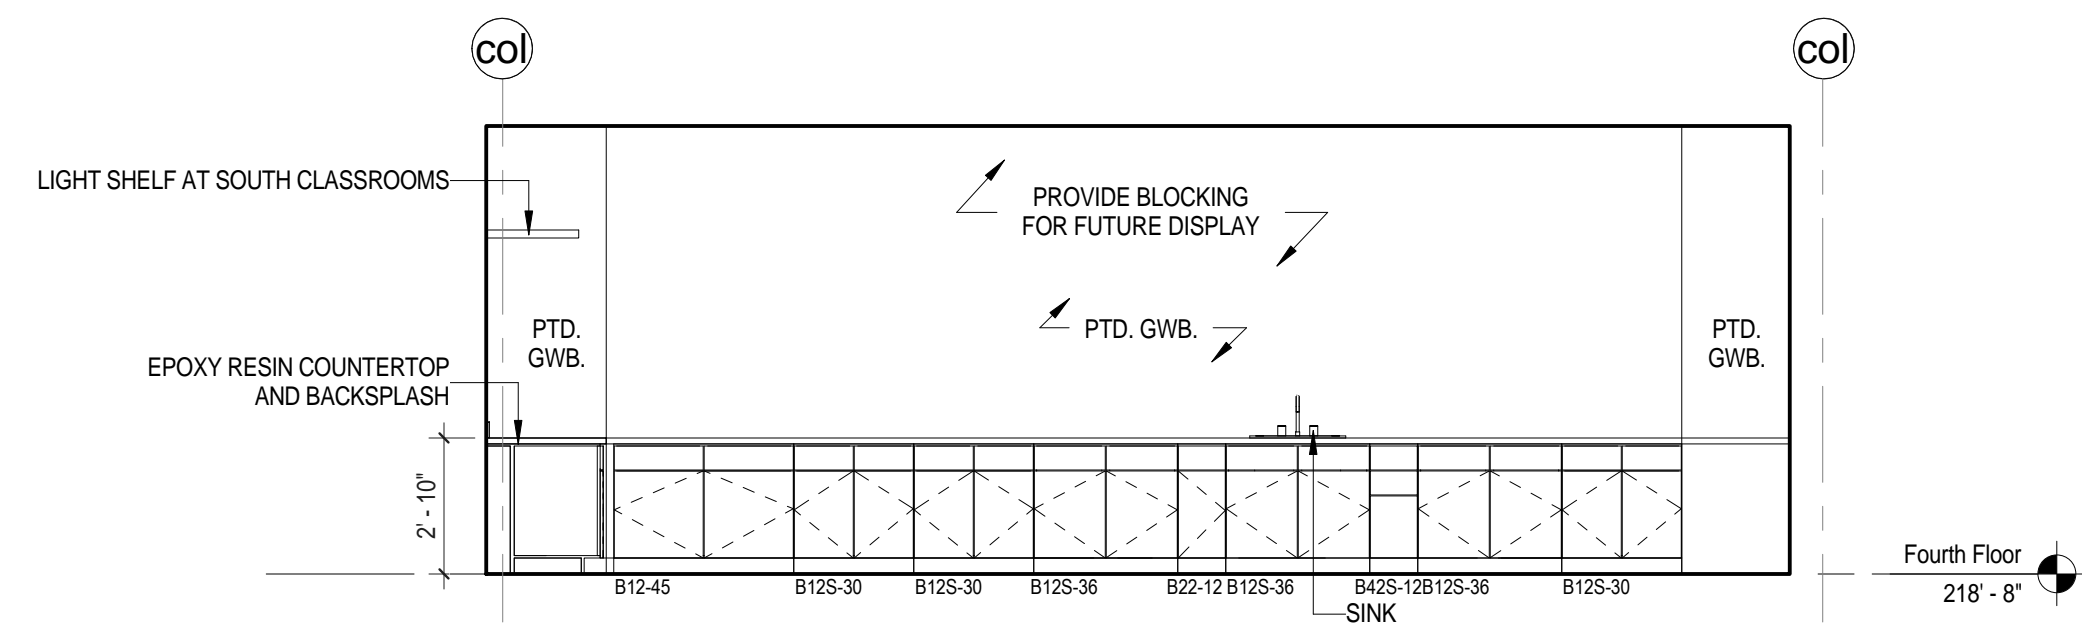 col
col
LIGHT SHELF AT SOUTH CLASSROOMS
PROVIDE BLOCKING
FOR FUTURE DISPLAY
PTD.
GWB.
PTD. GWB.
PTD.
GWB.
EPOXY RESIN COUNTERTOP
AND BACKSPLASH
2' - 10"
Fourth Floor
218' - 8"
B12-45
B12S-30
B12S-30
B12S-36
B22-12
B12S-36
B42S-12
B12S-36
B12S-30
SINK